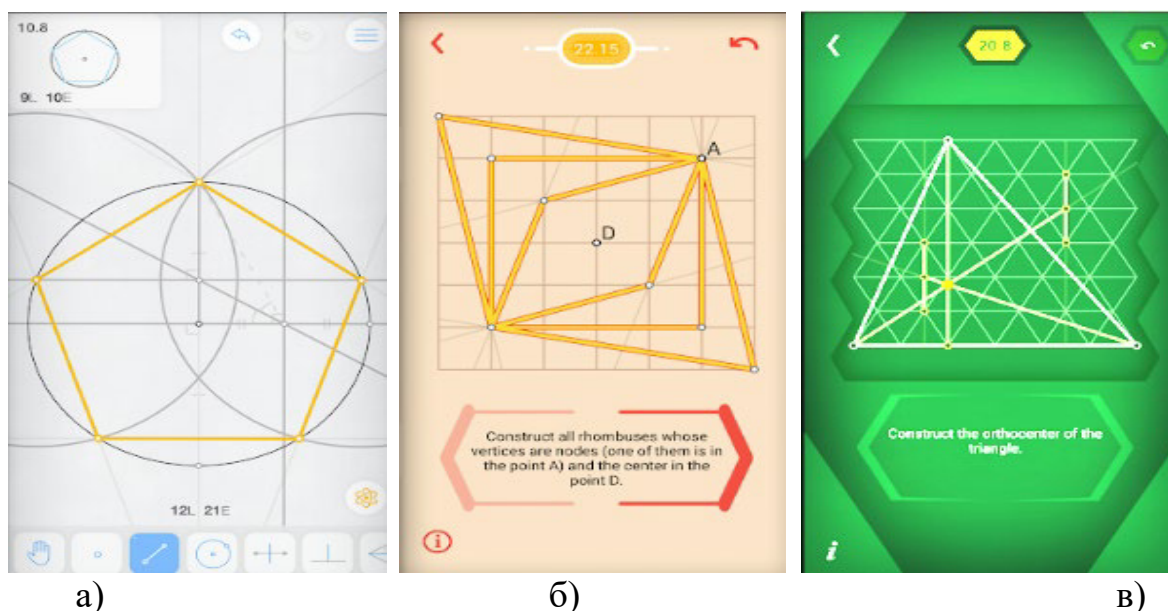 10.8
9L 10E
12L 21E
22.15
A
D
Construct all rhombuses whose
vertices are nodes (one of them is in
the point A) and the center in the
point D.
i
20.8
Construct the orthocenter of the
triangle.
i
а)
б)
в)